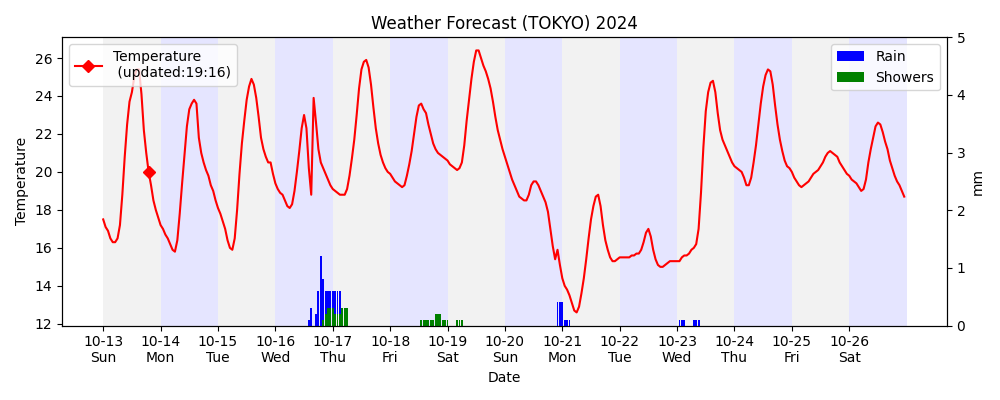 Weather Forecast (TOKYO) 2024
Temperature
(updated:19:16)
Rain
Showers
26
24
22
20
18
16
14
12
Temperature
5
4
3
2
1
0
mm
10-13 10-14 10-15 10-16 10-17 10-18 10-19 10-20 10-21 10-22 10-23 10-24 10-25 10-26
Sun Mon Tue Wed Thu Fri Sat Sun Mon Tue Wed Thu Fri Sat
Date